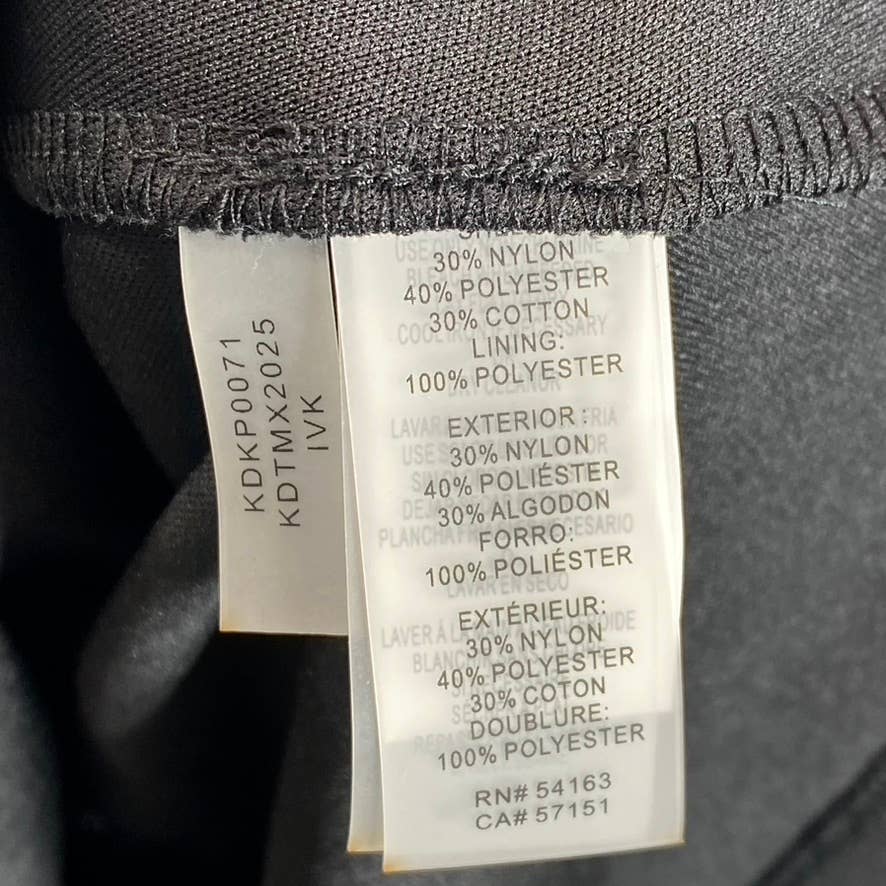 KDKP0071
KDTMX2025
IVK
30% NYLON
40% POLYESTER
30% COTTON
LINING:
100% POLYESTER
EXTERIOR:
30% NYLON
40% POLIÉSTER
30% ALGODON
FORRO:
100% POLIÉSTER
EXTÉRIEUR:
30% NYLON
40% POLYESTER
30% COTON
DOUBLURE:
100% POLYESTER
RN# 54163
CA# 57151